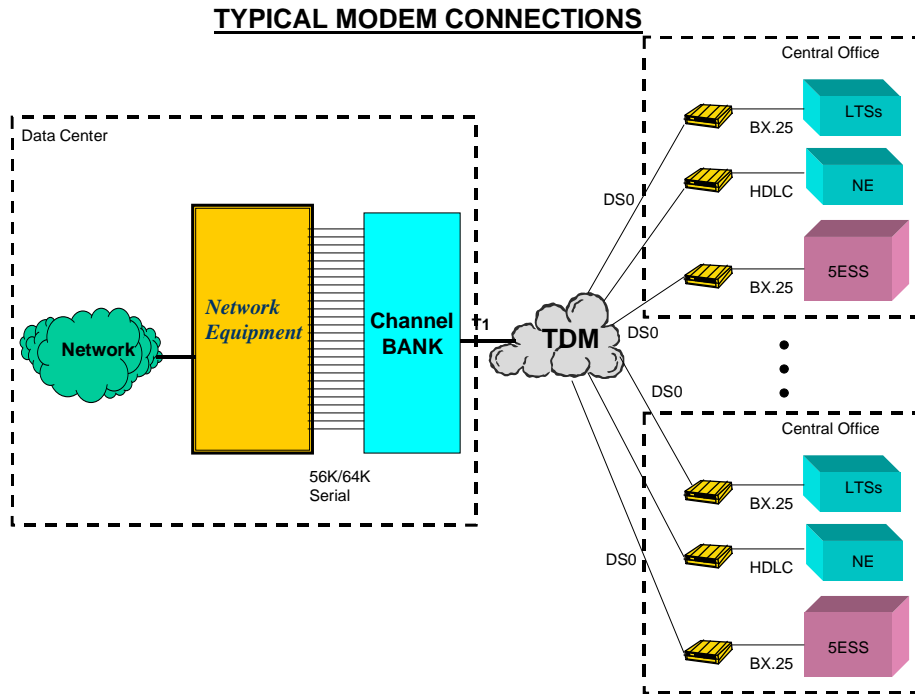 TYPICAL MODEM CONNECTIONS
Data Center
Network
Network
Equipment
56K/64K
Serial
Channel
BANK
T1
TDM
DS0
DS0
DS0
DS0
Central Office
LTSs
BX.25
NE
HDLC
5ESS
BX.25
Central Office
LTSs
BX.25
NE
HDLC
5ESS
BX.25